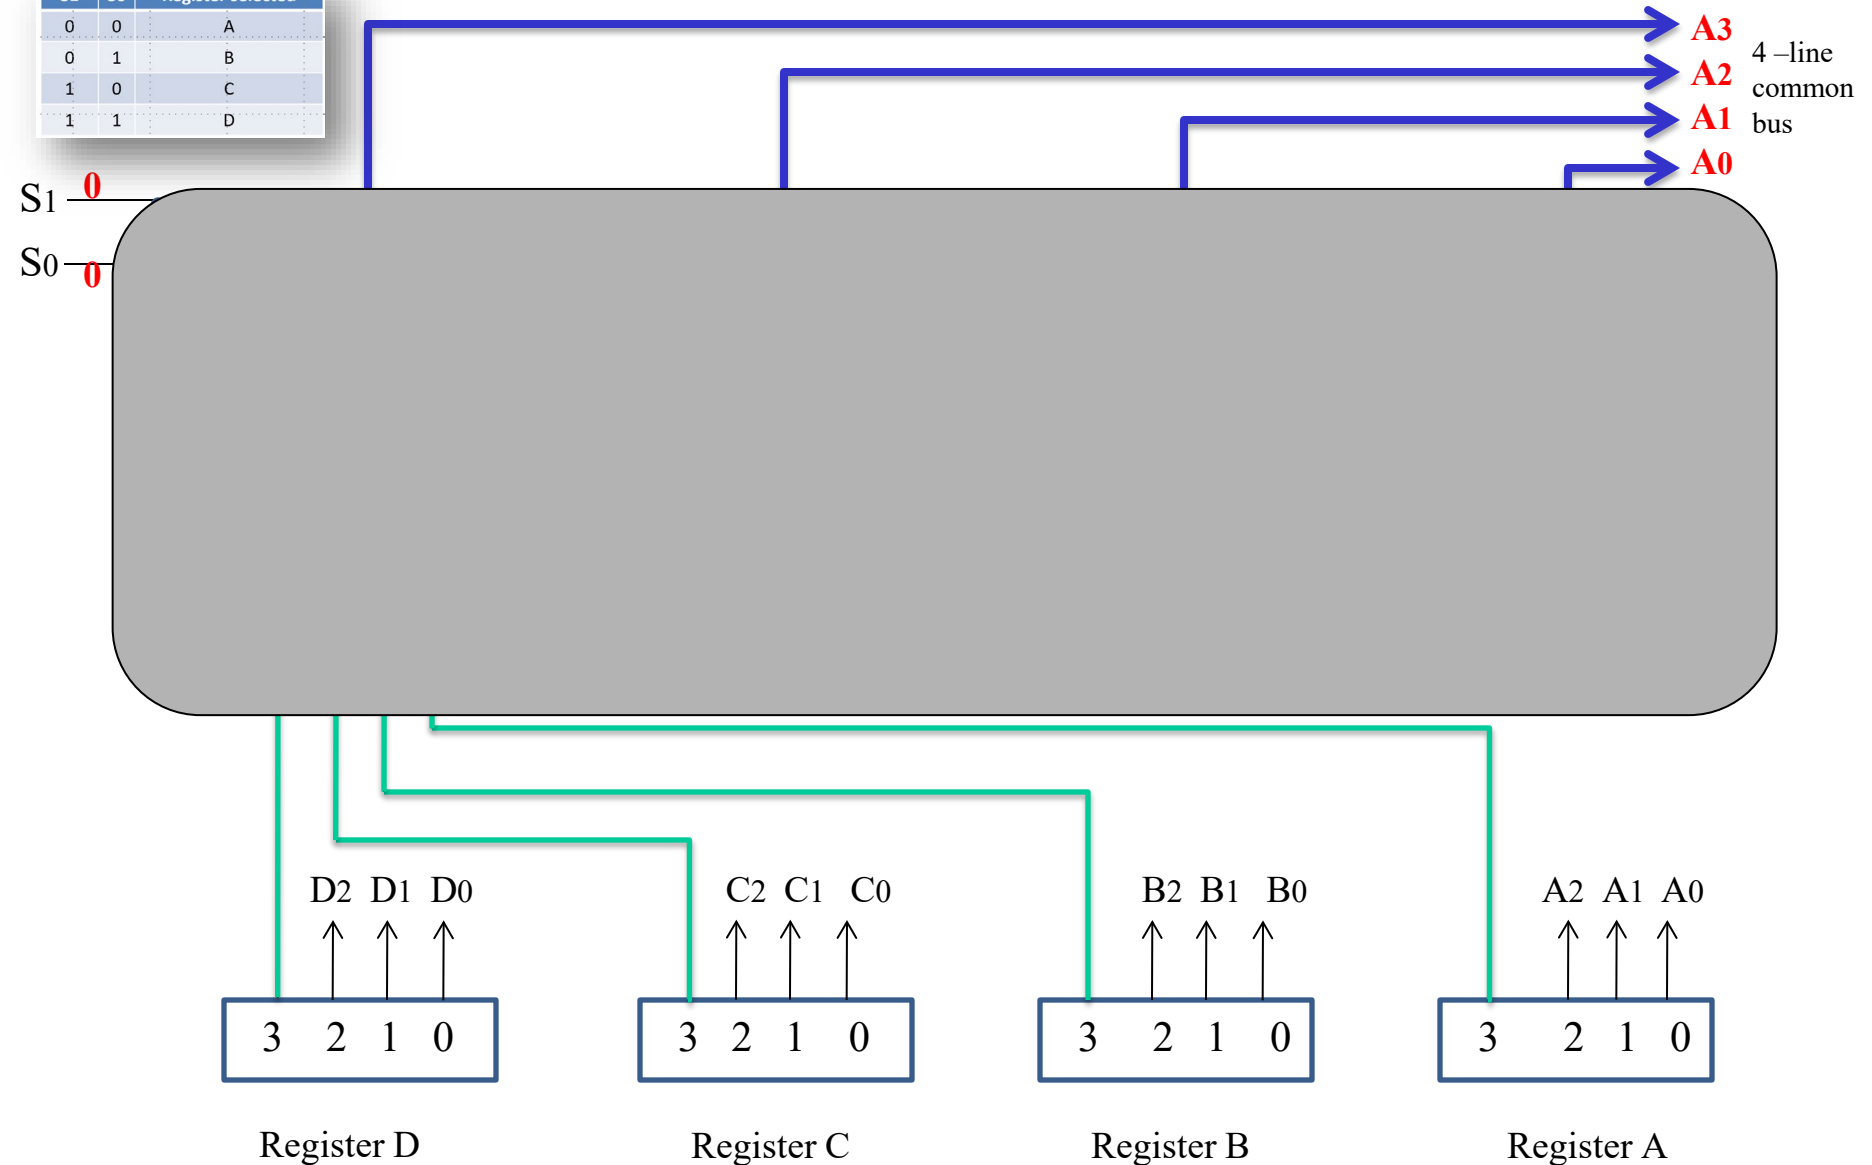 0 0 A
0 1 B
1 0 C
1 1 D
A3
A2
A1
A0
4 –line
common
bus
S1 0
S0 0
D2 D1 D0 C2 C1 C0 B2 B1 B0 A2 A1 A0
3 2 1 0 3 2 1 0 3 2 1 0 3 2 1 0
Register D Register C Register B Register A